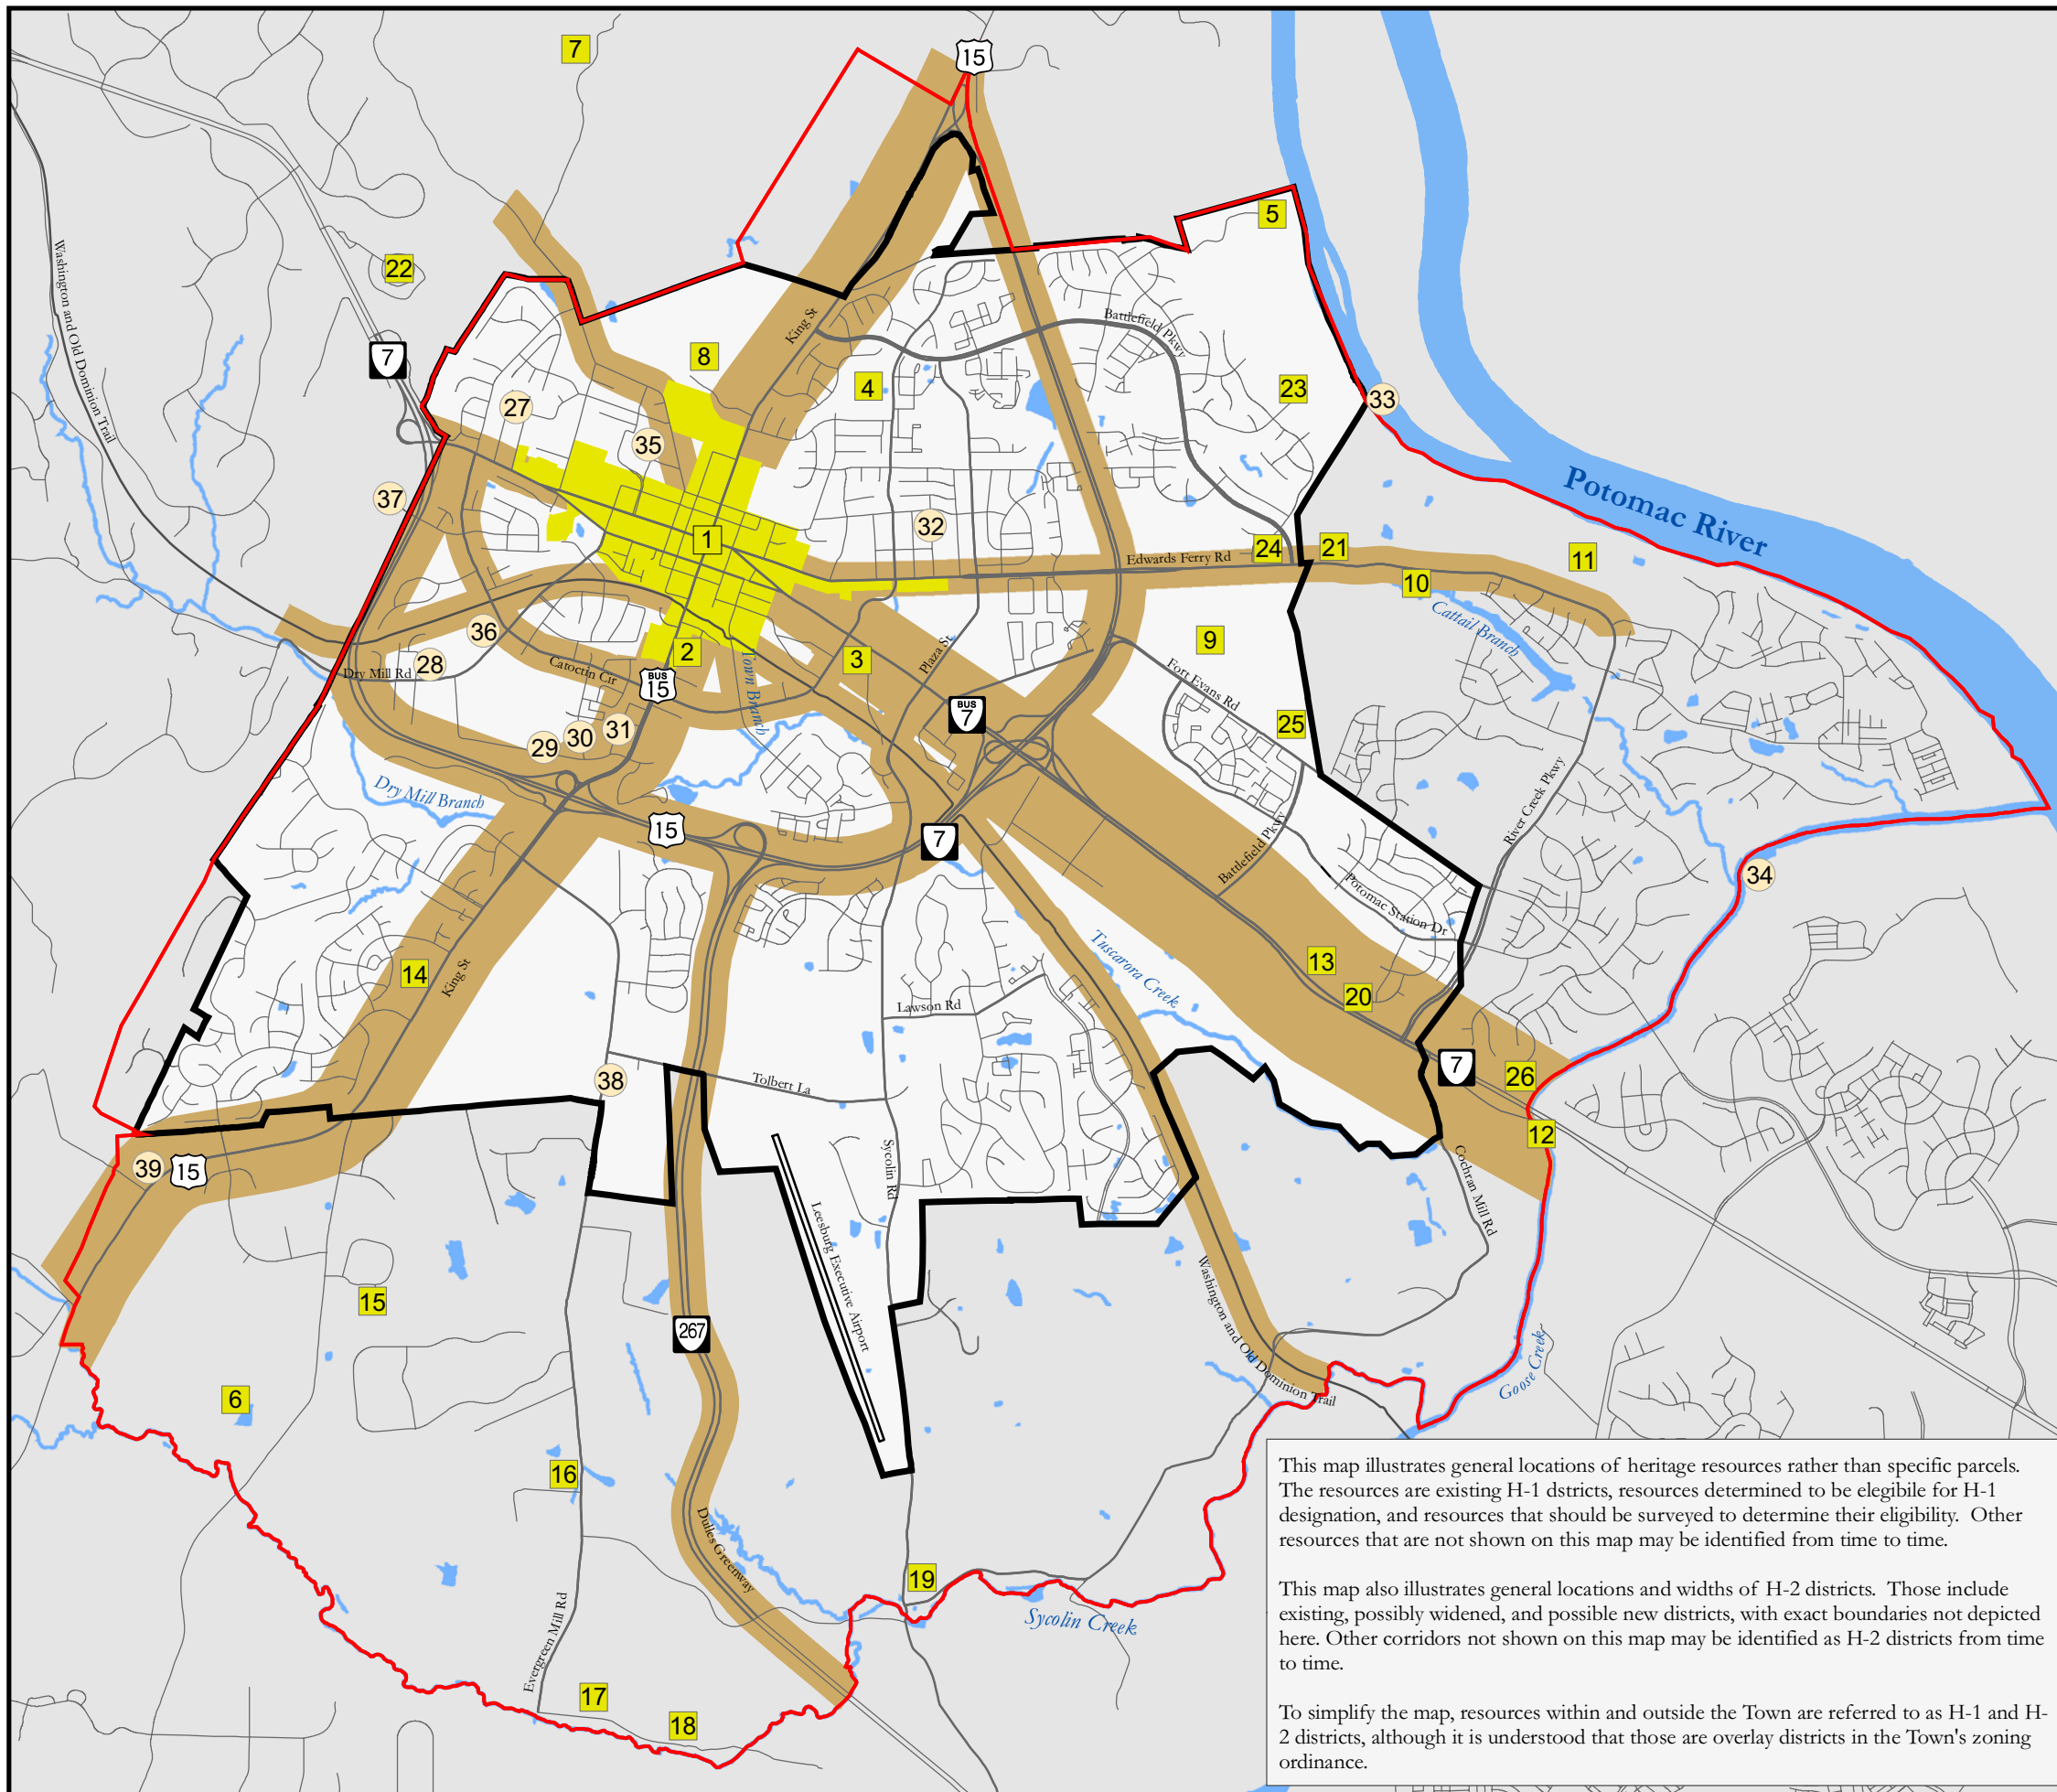 7
15
5
22
Washington and Old Dominion Trail
King St
Battlefield Pkwy
7
8
4
23
33
27
35
37
32
Potomac River
1
Edwards Ferry Rd
24
21
11
10
Cattail Branch
36
28
Dry Mill Rd
Catoctin Cir
2
BUS
15
Town Branch
3
Plaza St
9
Fort Evans Rd
BUS
7
25
29
30
31
Dry Mill Branch
15
7
Battlefield Pkwy
River Creek Pkwy
34
Potomac Station Dr
14
King St
Tuscarora Creek
13
20
Lawson Rd
38
Tolbert La
7
26
12
39
15
Sycolin Rd
Cochran Mill Rd
Leesburg Executive Airport
Washington and Old Dominion Trail
15
267
Goose Creek
6
16
Dulles Greenway
19
Sycolin Creek
Evergreen Mill Rd
17
18
This map illustrates general locations of heritage resources rather than specific parcels.
The resources are existing H-1 dstricts, resources determined to be elegibile for H-1
designation, and resources that should be surveyed to determine their eligibility.  Other
resources that are not shown on this map may be identified from time to time.
This map also illustrates general locations and widths of H-2 districts.  Those include
existing, possibly widened, and possible new districts, with exact boundaries not depicted
here. Other corridors not shown on this map may be identified as H-2 districts from time
to time.
To simplify the map, resources within and outside the Town are referred to as H-1 and H-
2 districts, although it is understood that those are overlay districts in the Town's zoning
ordinance.